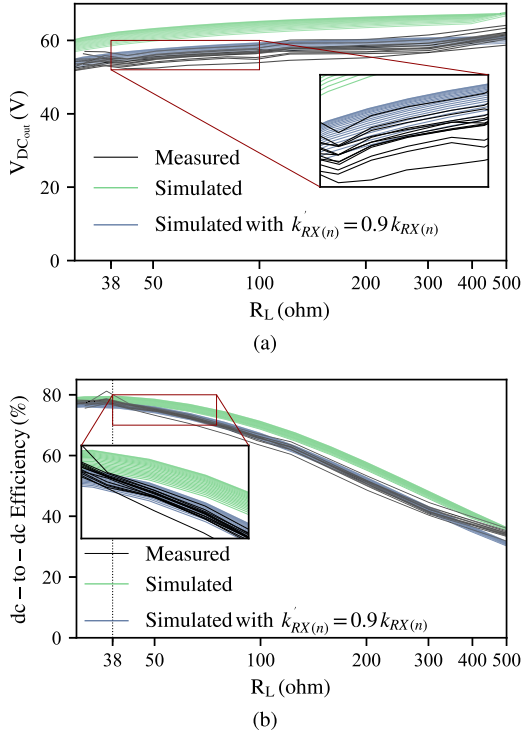 60
40
20
0
V_DC_out (V)
Measured
Simulated
Simulated with k'_RX(n) = 0.9 k_RX(n)
38 50 100 200 300 400 500
R_L (ohm)
(a)
80
60
40
20
0
dc − to − dc Efficiency (%)
Measured
Simulated
Simulated with k'_RX(n) = 0.9 k_RX(n)
38 50 100 200 300 400 500
R_L (ohm)
(b)